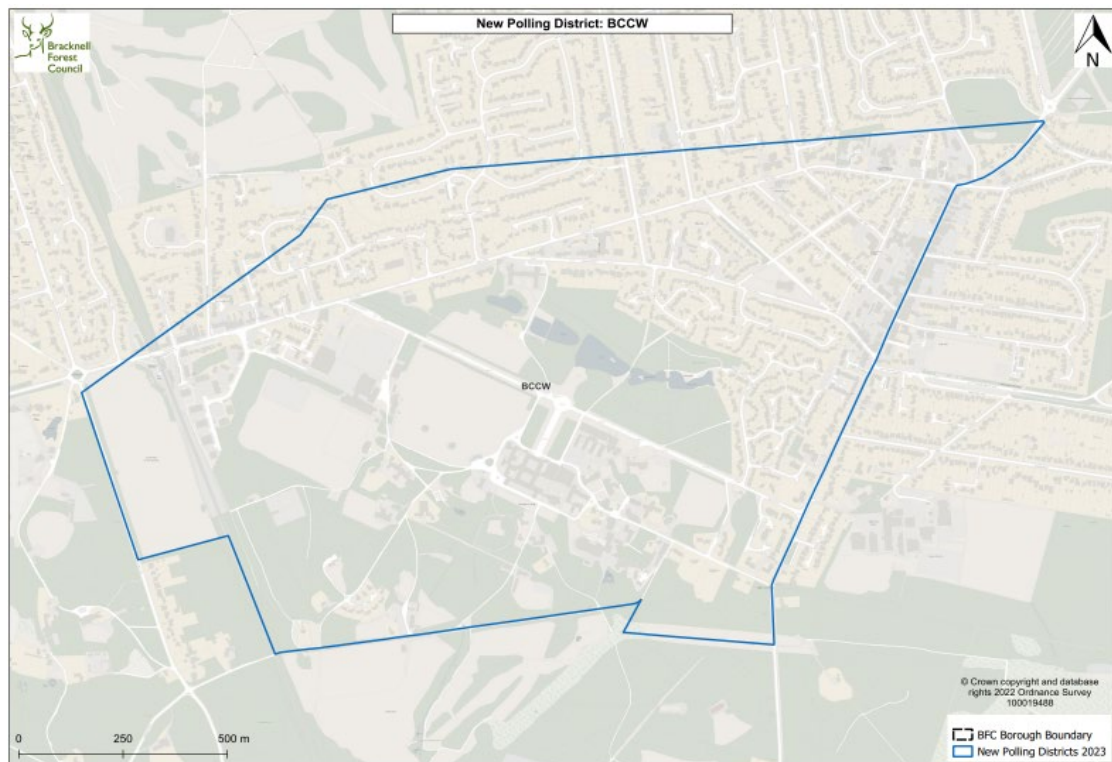 New Polling District: BCCW
Bracknell
Forest
Council
N
BCCW
© Crown copyright and database
rights 2022 Ordnance Survey
100019488
BFC Borough Boundary
New Polling Districts 2023
0 250 500 m